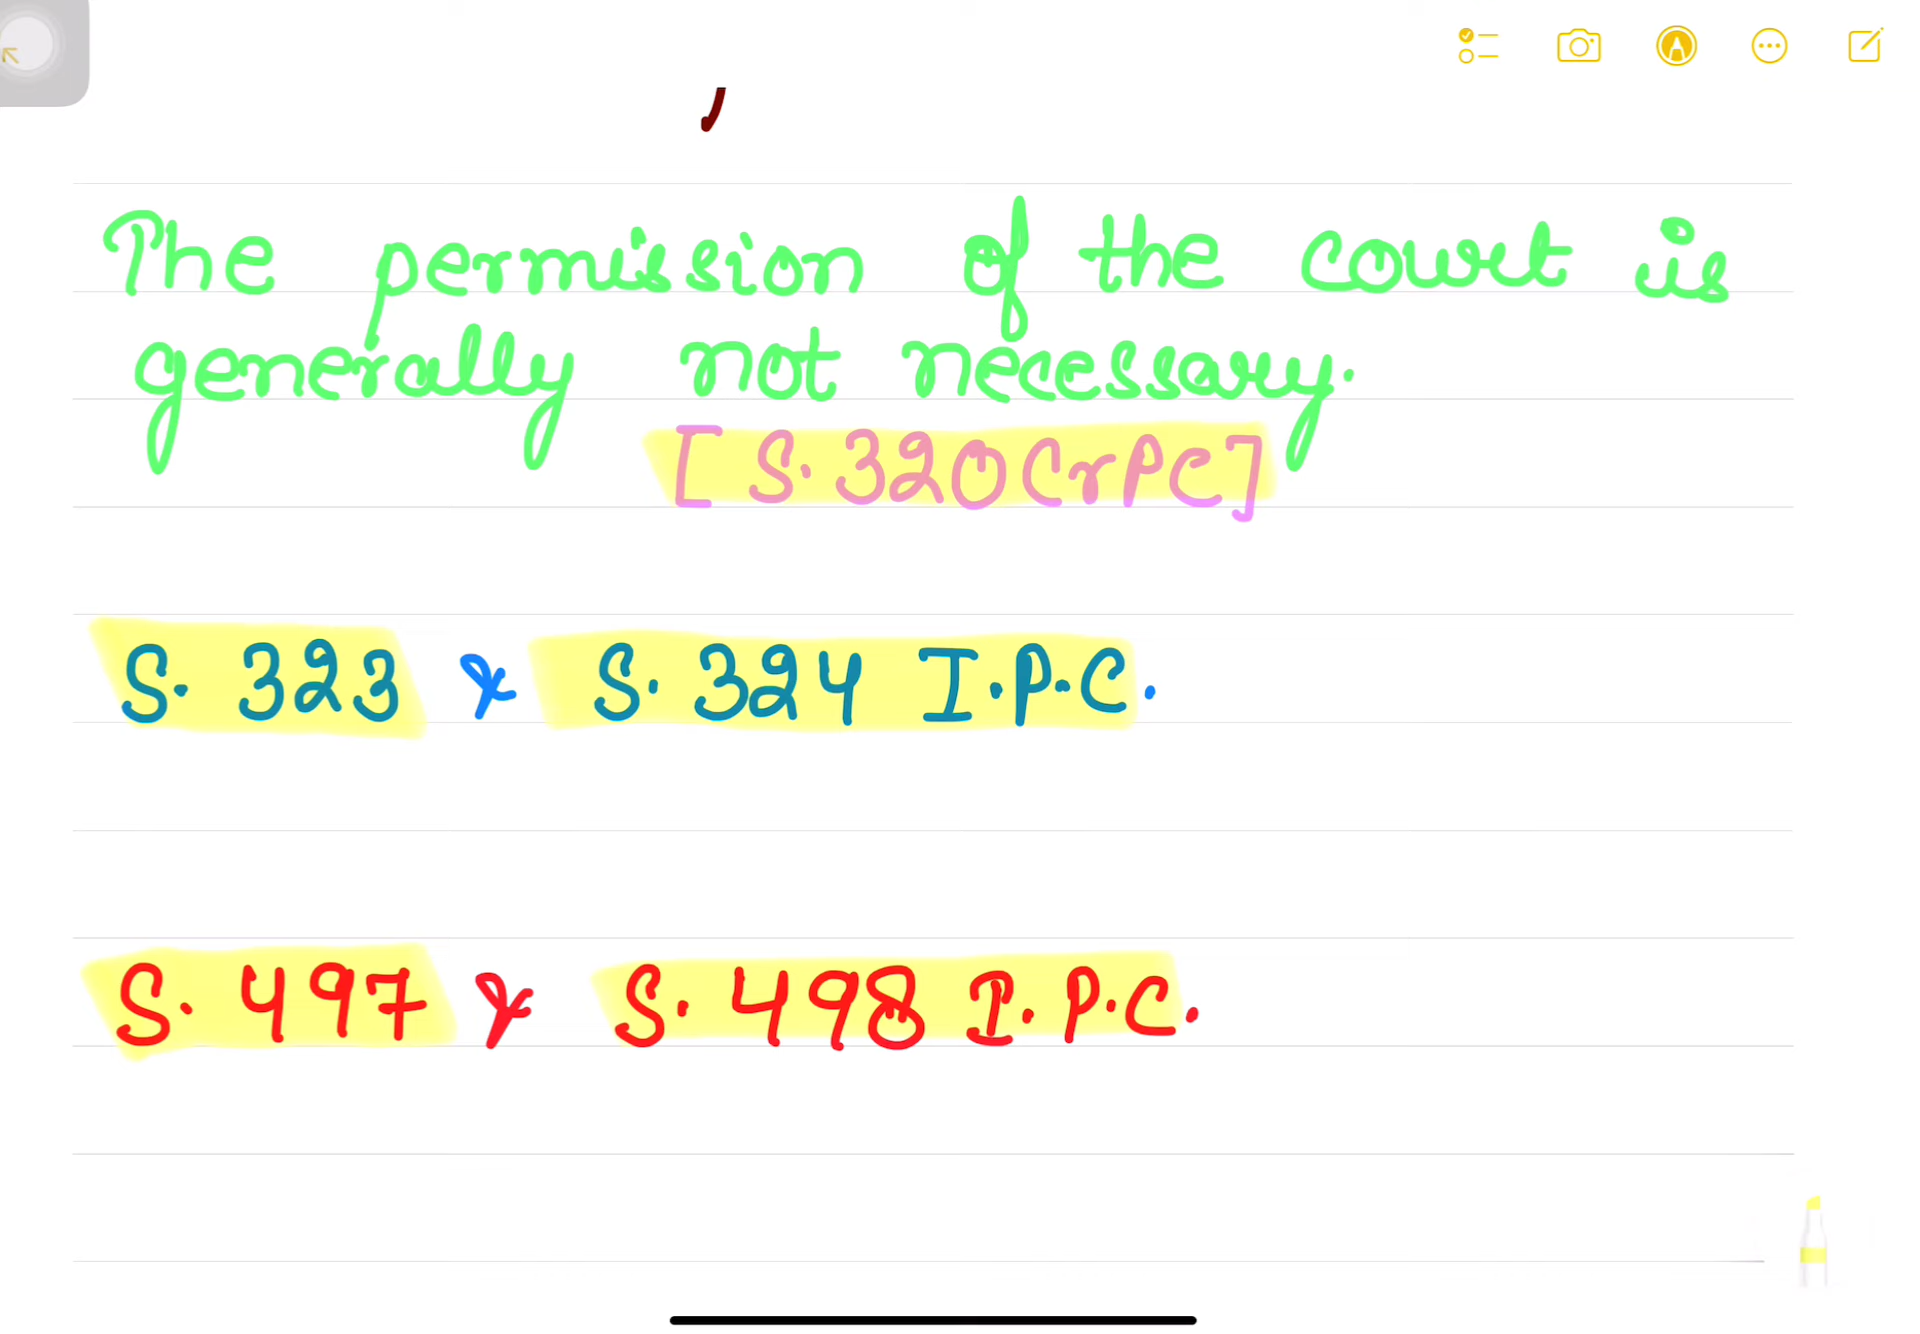 The permission of the court is
generally not necessary.
[ S. 320 CrPC ]
S. 323 & S. 324 I.P.C.
S. 497 & S. 498 I.P.C.